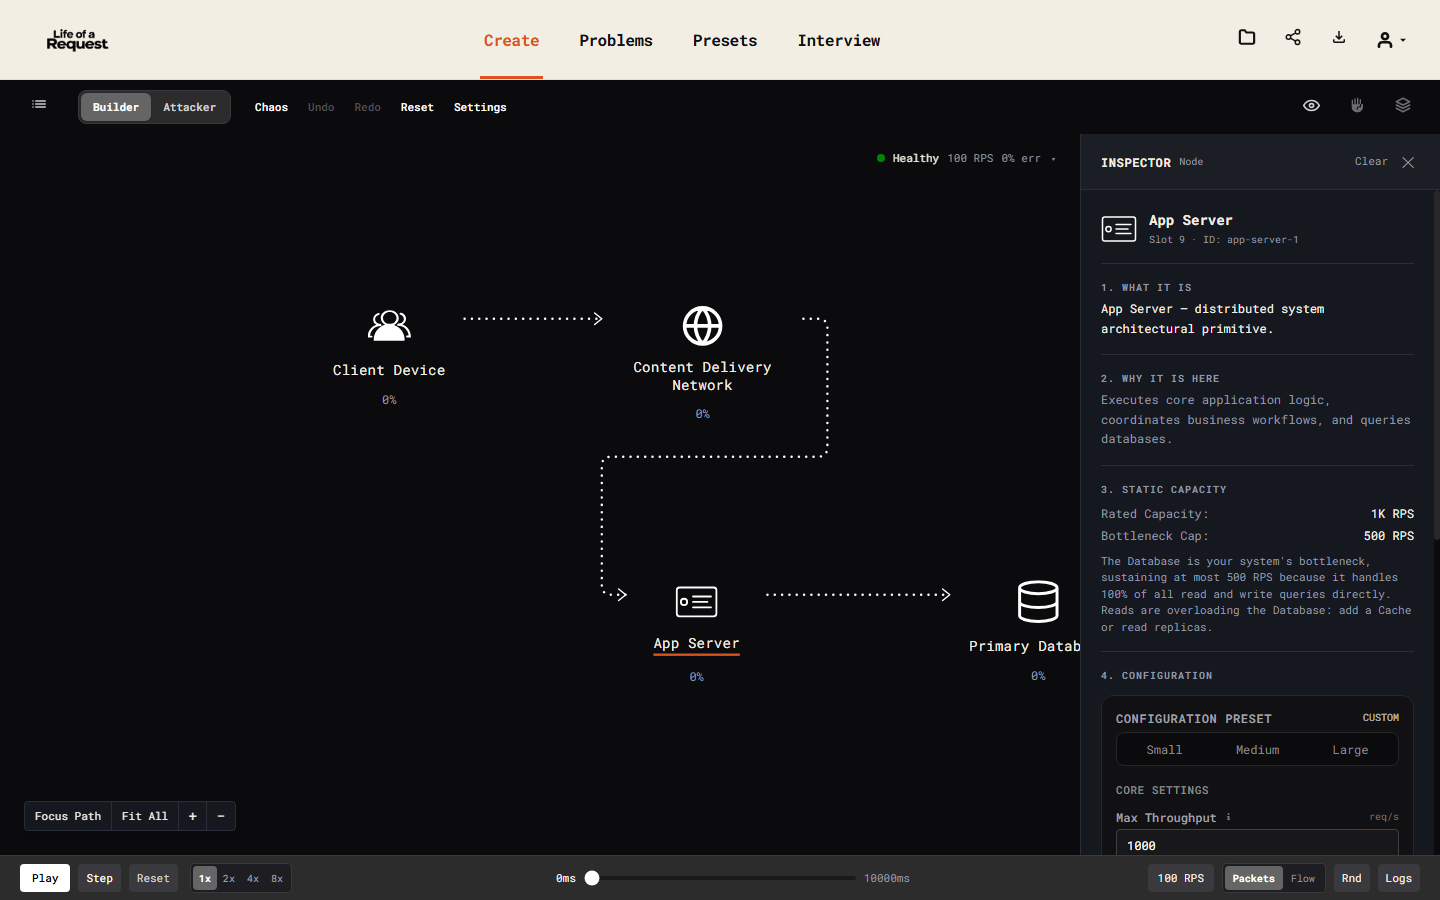 Life of a
Request
Create
Problems
Presets
Interview
Builder
Attacker
Chaos
Undo
Redo
Reset
Settings
Healthy 100 RPS 0% err
INSPECTOR Node
Clear
App Server
Slot 9 · ID: app-server-1
1. WHAT IT IS
App Server — distributed system
architectural primitive.
2. WHY IT IS HERE
Executes core application logic,
coordinates business workflows, and queries
databases.
3. STATIC CAPACITY
Rated Capacity: 1K RPS
Bottleneck Cap: 500 RPS
The Database is your system's bottleneck,
sustaining at most 500 RPS because it handles
100% of all read and write queries directly.
Reads are overloading the Database: add a Cache
or read replicas.
4. CONFIGURATION
CONFIGURATION PRESET CUSTOM
Small Medium Large
CORE SETTINGS
Max Throughput i req/s
1000
Client Device
0%
Content Delivery
Network
0%
App Server
0%
Primary Datab
0%
Focus Path
Fit All
+
−
Play
Step
Reset
1x
2x
4x
8x
0ms
10000ms
100 RPS
Packets
Flow
Rnd
Logs